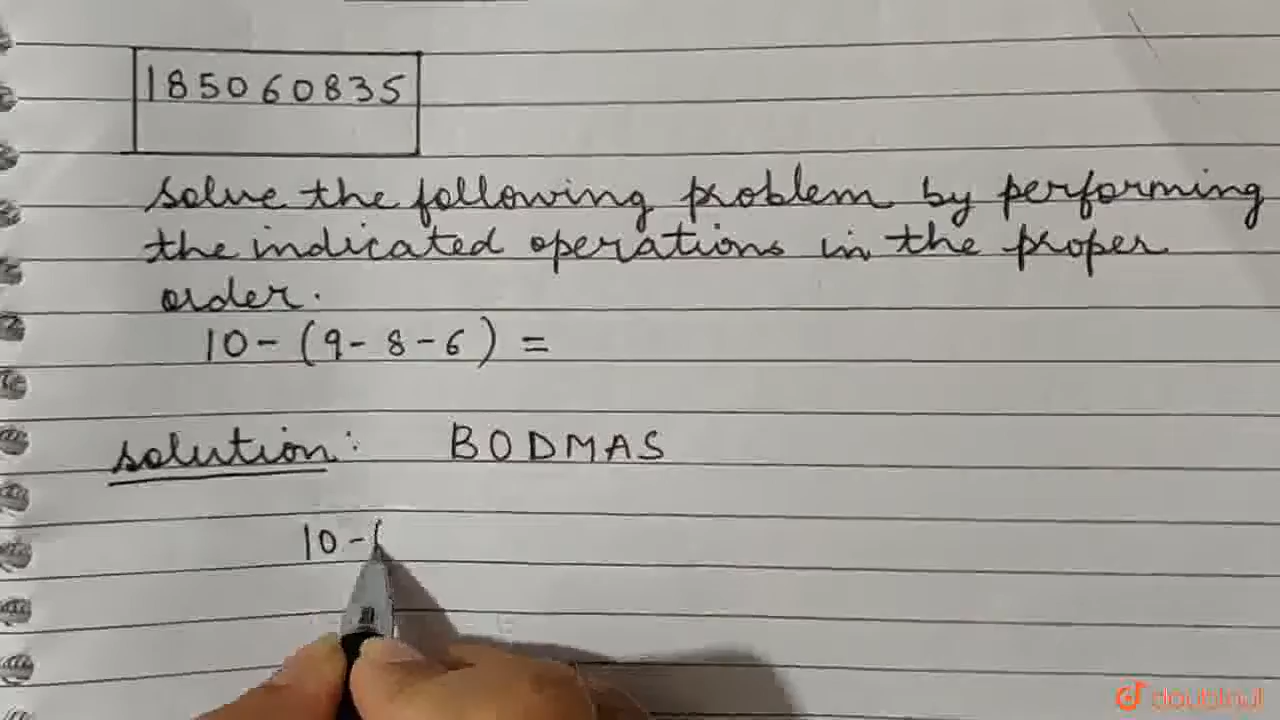 185060835
solve the following problem by performing
the indicated operations in the proper
order.
10-(9-8-6) =
solution: BODMAS
10-(
doubtnut